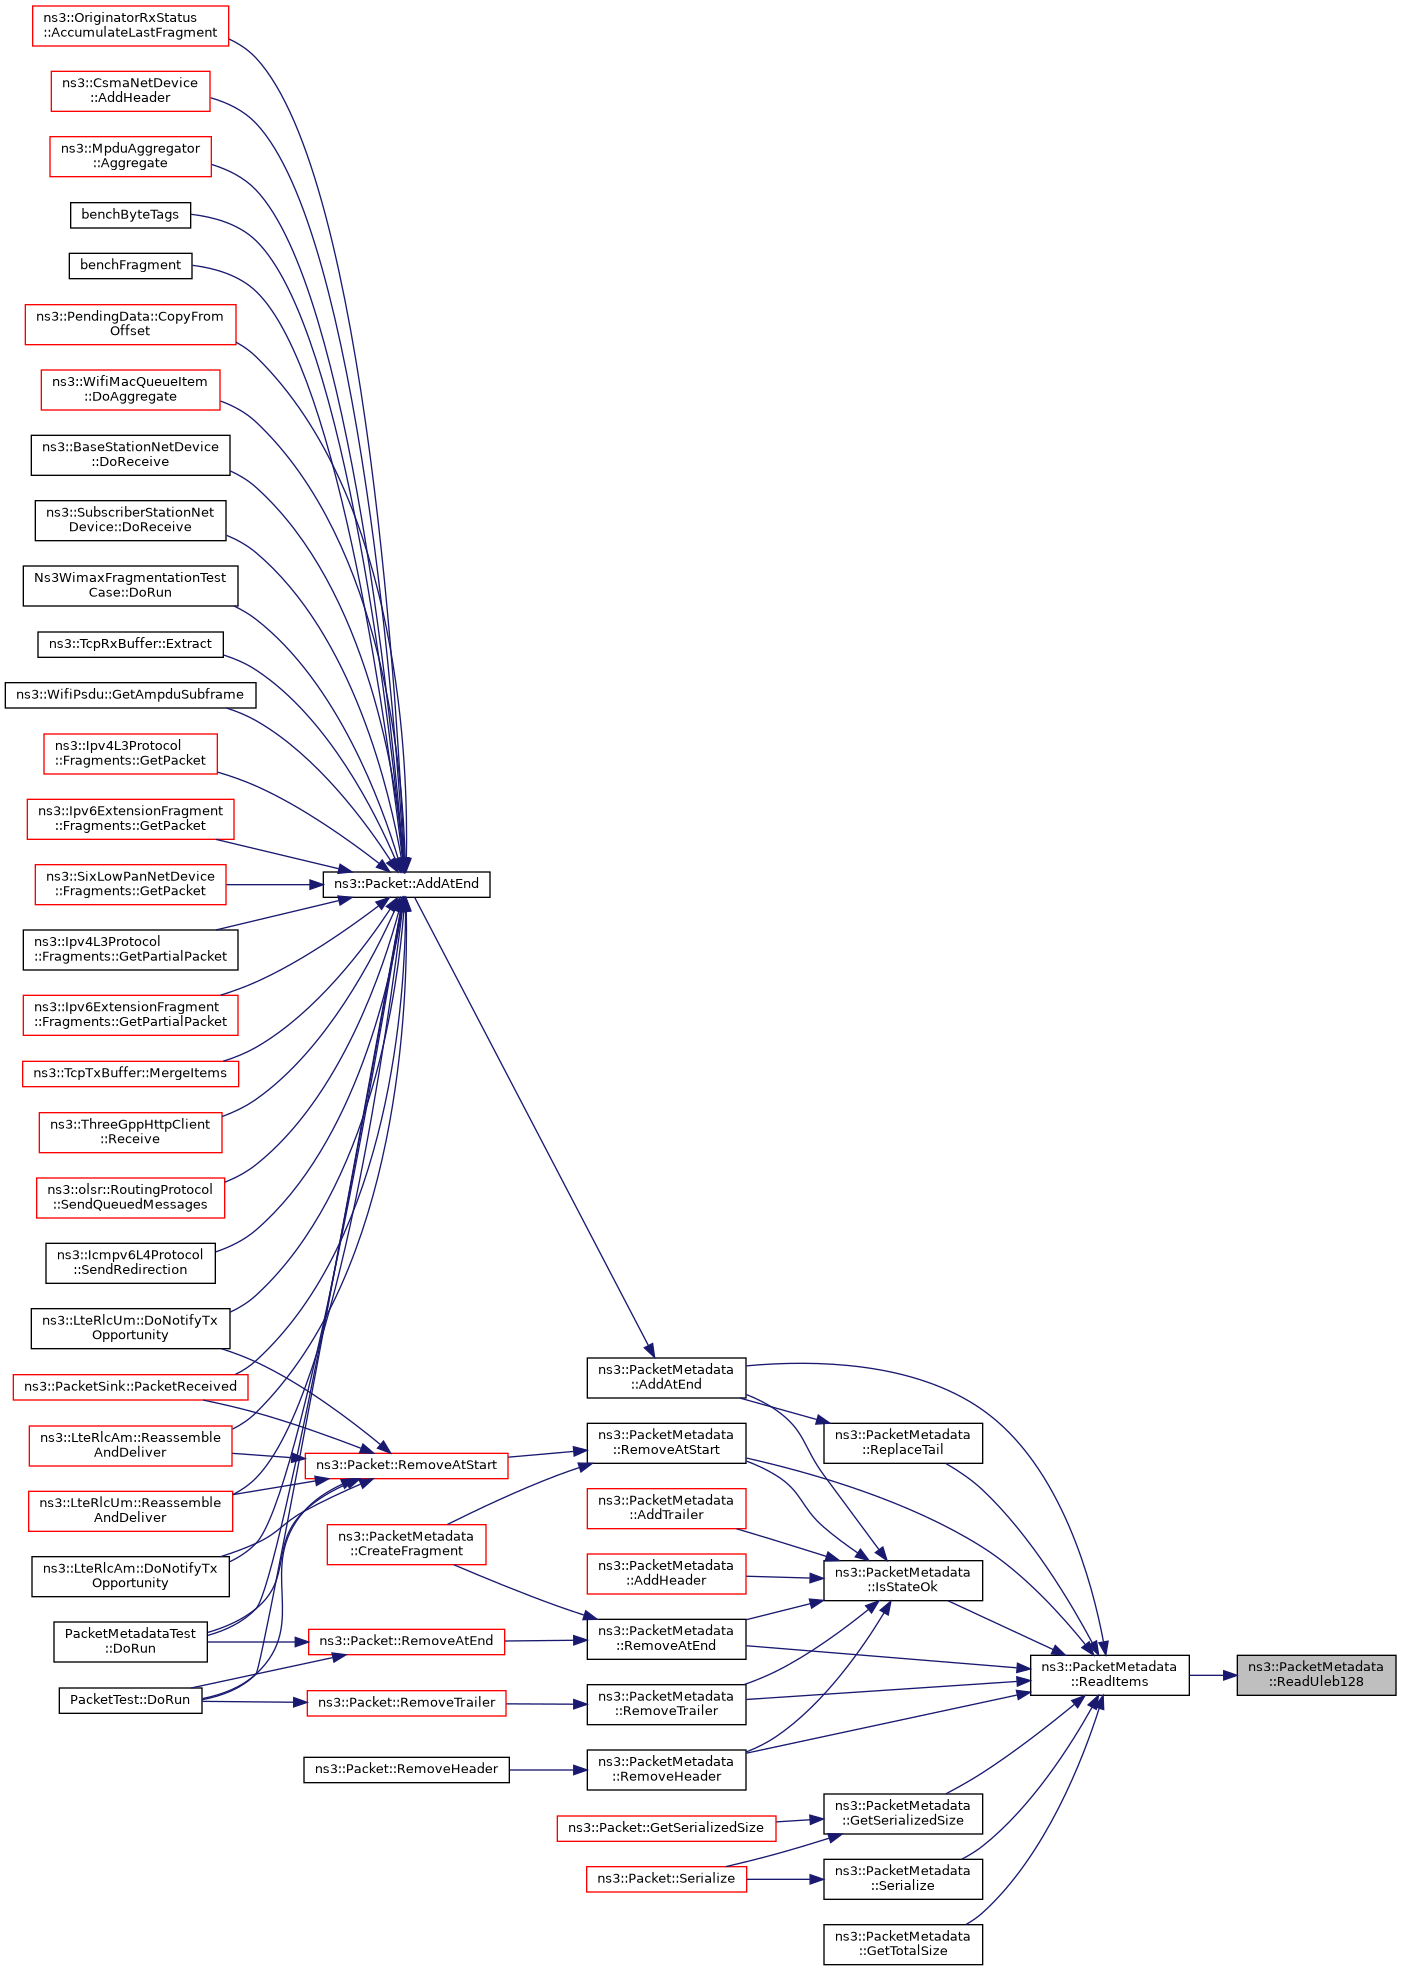 ns3::OriginatorRxStatus
::AccumulateLastFragment
ns3::CsmaNetDevice
::AddHeader
ns3::MpduAggregator
::Aggregate
benchByteTags
benchFragment
ns3::PendingData::CopyFrom
Offset
ns3::WifiMacQueueItem
::DoAggregate
ns3::BaseStationNetDevice
::DoReceive
ns3::SubscriberStationNet
Device::DoReceive
Ns3WimaxFragmentationTest
Case::DoRun
ns3::TcpRxBuffer::Extract
ns3::WifiPsdu::GetAmpduSubframe
ns3::Ipv4L3Protocol
::Fragments::GetPacket
ns3::Ipv6ExtensionFragment
::Fragments::GetPacket
ns3::SixLowPanNetDevice
::Fragments::GetPacket
ns3::Packet::AddAtEnd
ns3::Ipv4L3Protocol
::Fragments::GetPartialPacket
ns3::Ipv6ExtensionFragment
::Fragments::GetPartialPacket
ns3::TcpTxBuffer::MergeItems
ns3::ThreeGppHttpClient
::Receive
ns3::olsr::RoutingProtocol
::SendQueuedMessages
ns3::Icmpv6L4Protocol
::SendRedirection
ns3::LteRlcUm::DoNotifyTx
Opportunity
ns3::PacketSink::PacketReceived
ns3::LteRlcAm::Reassemble
AndDeliver
ns3::LteRlcUm::Reassemble
AndDeliver
ns3::LteRlcAm::DoNotifyTx
Opportunity
PacketMetadataTest
::DoRun
PacketTest::DoRun
ns3::Packet::RemoveAtStart
ns3::PacketMetadata
::CreateFragment
ns3::Packet::RemoveAtEnd
ns3::Packet::RemoveTrailer
ns3::Packet::RemoveHeader
ns3::PacketMetadata
::AddAtEnd
ns3::PacketMetadata
::RemoveAtStart
ns3::PacketMetadata
::AddTrailer
ns3::PacketMetadata
::AddHeader
ns3::PacketMetadata
::RemoveAtEnd
ns3::PacketMetadata
::RemoveTrailer
ns3::PacketMetadata
::RemoveHeader
ns3::Packet::GetSerializedSize
ns3::Packet::Serialize
ns3::PacketMetadata
::ReplaceTail
ns3::PacketMetadata
::IsStateOk
ns3::PacketMetadata
::GetSerializedSize
ns3::PacketMetadata
::Serialize
ns3::PacketMetadata
::GetTotalSize
ns3::PacketMetadata
::ReadItems
ns3::PacketMetadata
::ReadUleb128